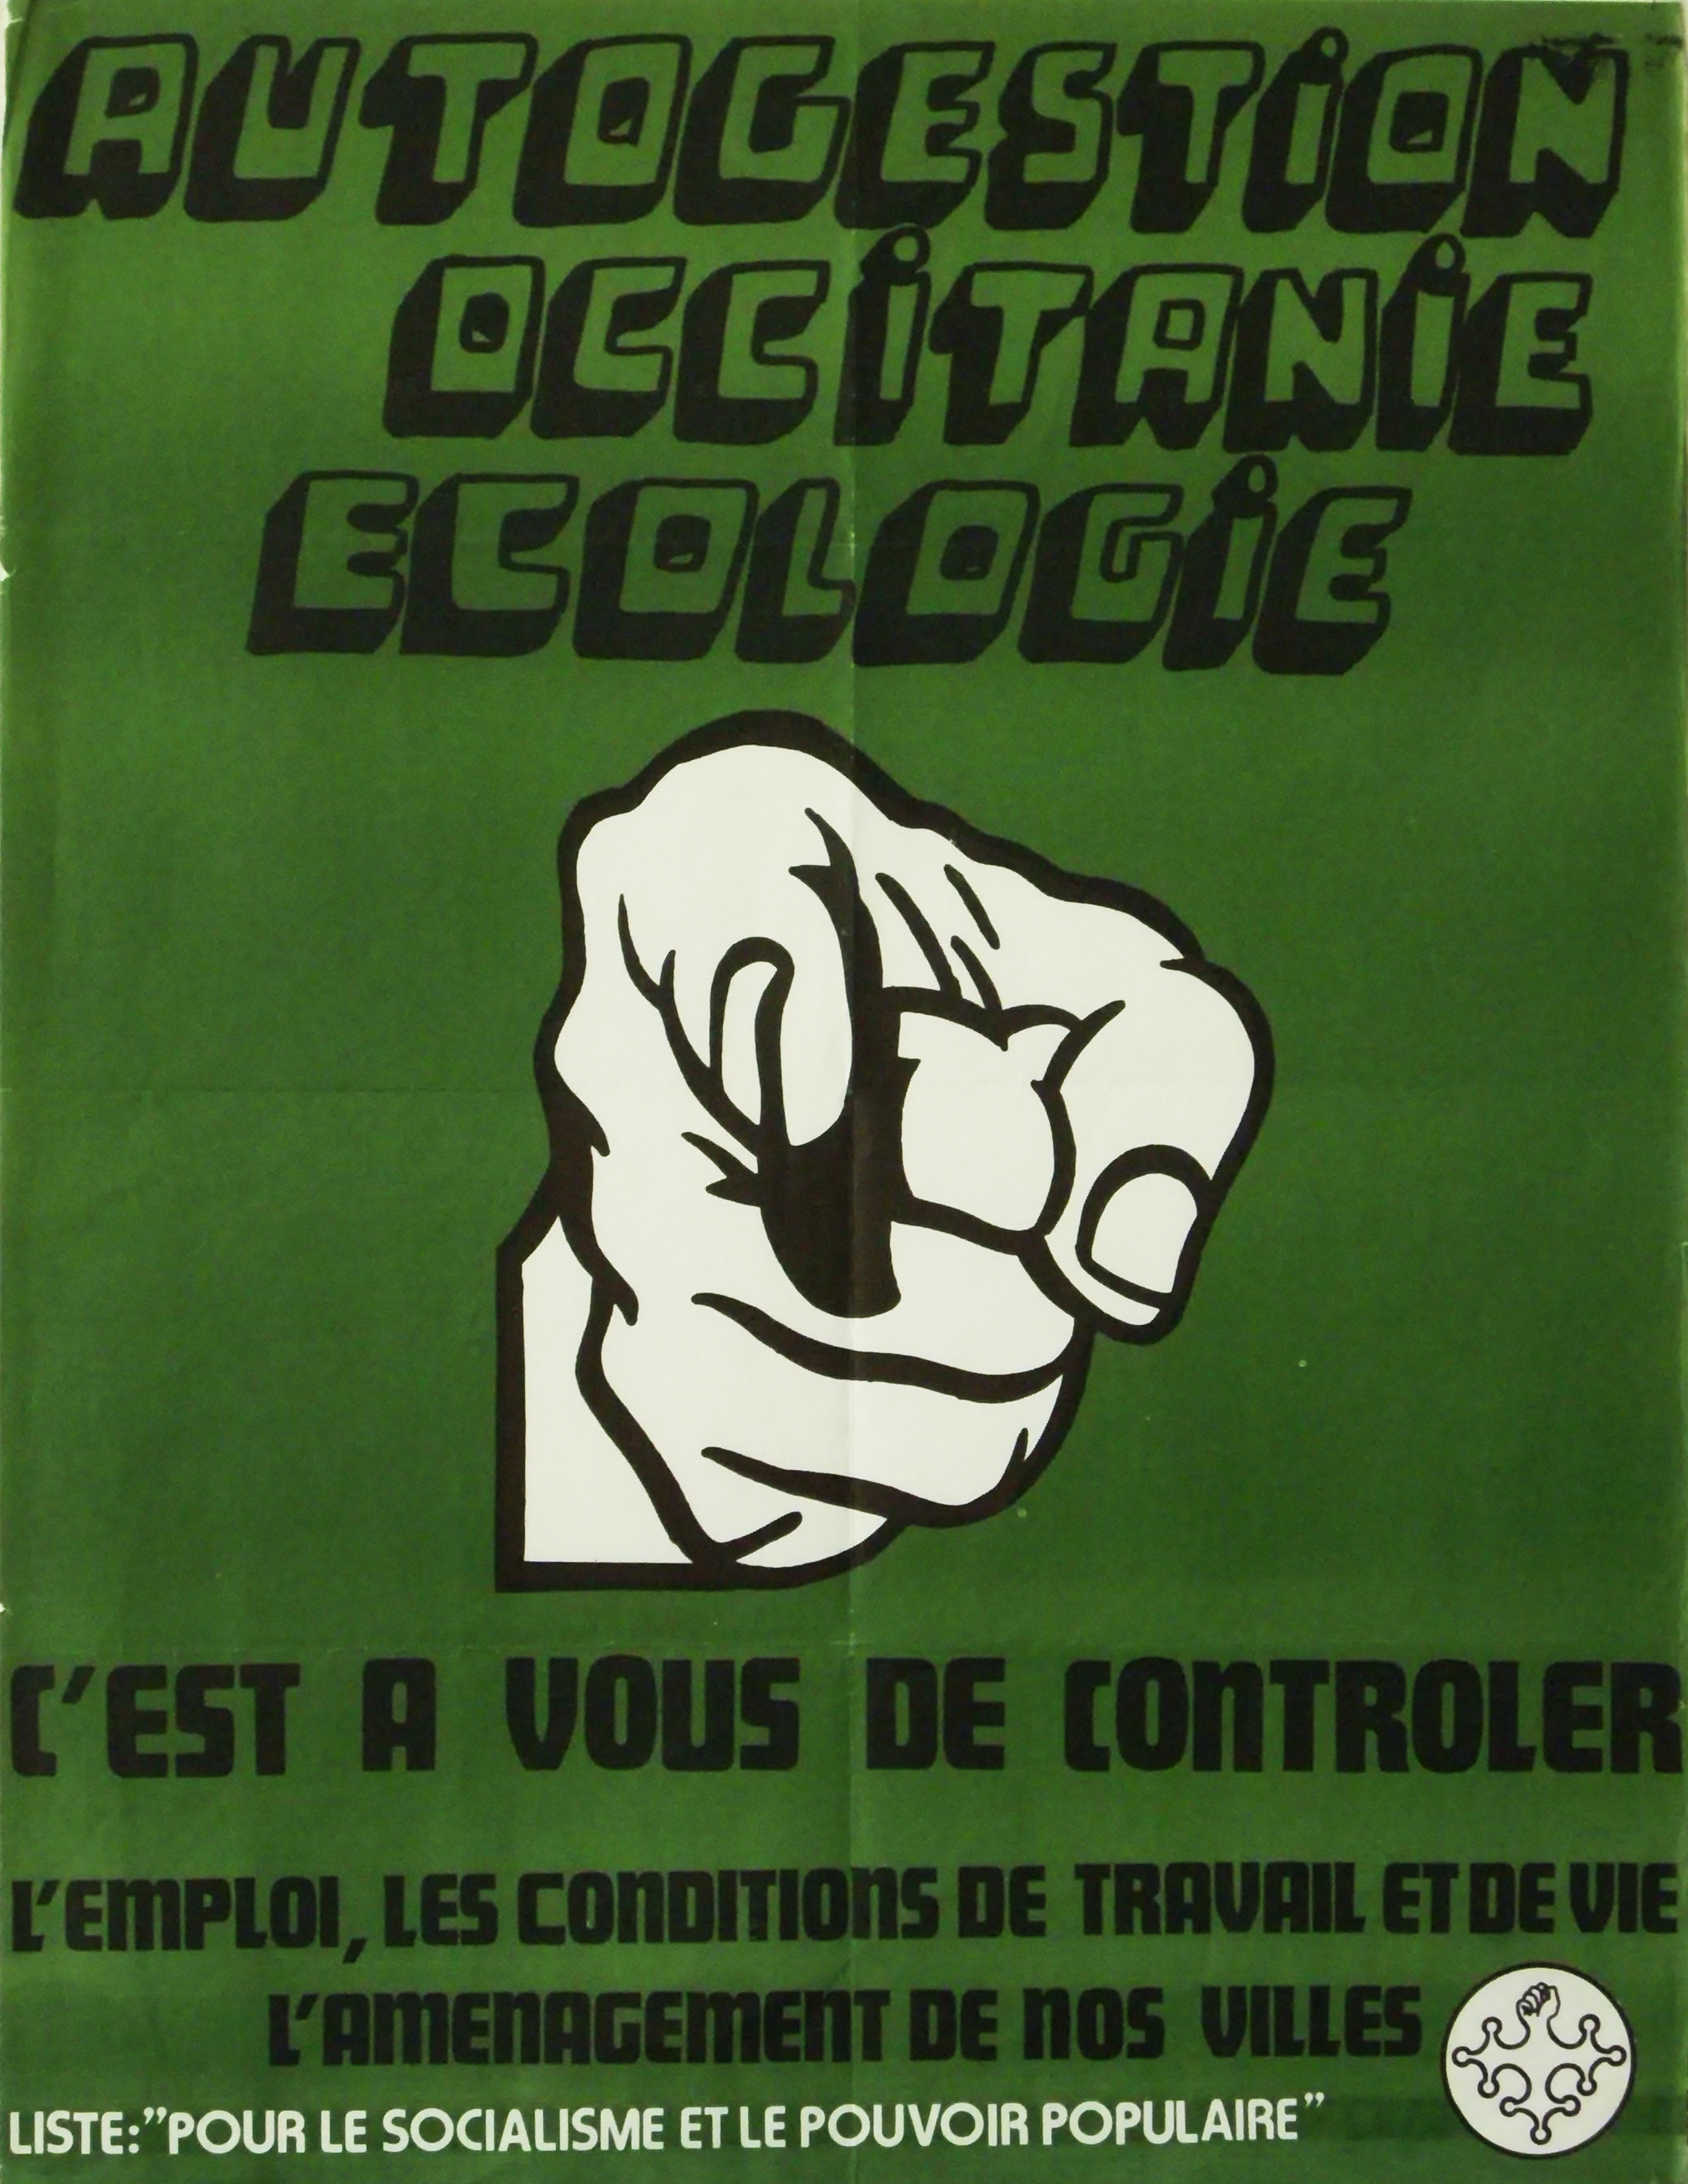 AUTOGESTION
OCCITANIE
ECOLOGIE
C'EST A VOUS DE CONTROLER
L'EMPLOI, LES CONDITIONS DE TRAVAIL ET DE VIE
L'AMENAGEMENT DE NOS VILLES
LISTE:"POUR LE SOCIALISME ET LE POUVOIR POPULAIRE"